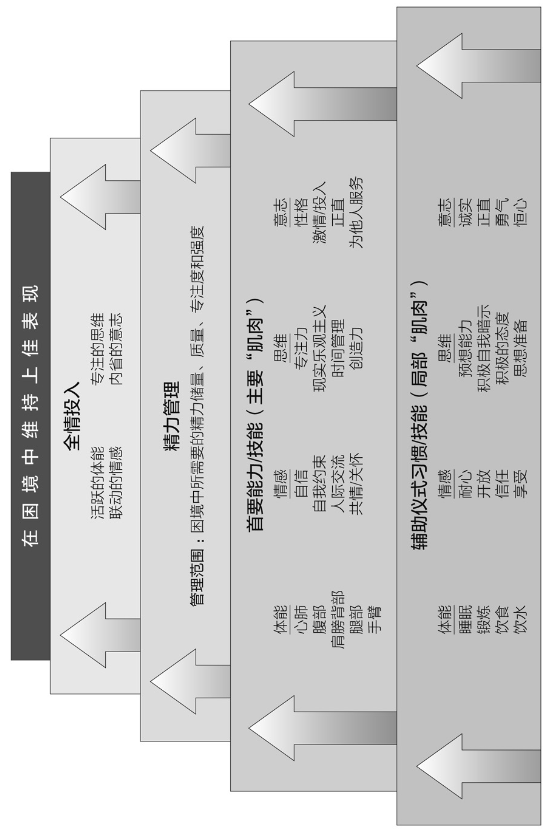 在困境中维持上佳表现
全情投入
活跃的体能 专注的思维
联动的情感 内省的意志
精力管理
管理范围：困境中所需要的精力储量、质量、专注度和强度
首要能力/技能（主要“肌肉”）
体能 情感 思维 意志
心肺 自信 专注力 性格
腹部 自我约束 现实乐观主义 激情/投入
肩膀背部 人际交流 时间管理 正直
腿部 共情/关怀 创造力 为他人服务
手臂
辅助仪式习惯/技能（局部“肌肉”）
体能 情感 思维 意志
睡眠 耐心 预想能力 诚实
锻炼 开放 积极自我暗示 正直
饮食 信任 积极的态度 勇气
饮水 享受 思想准备 恒心